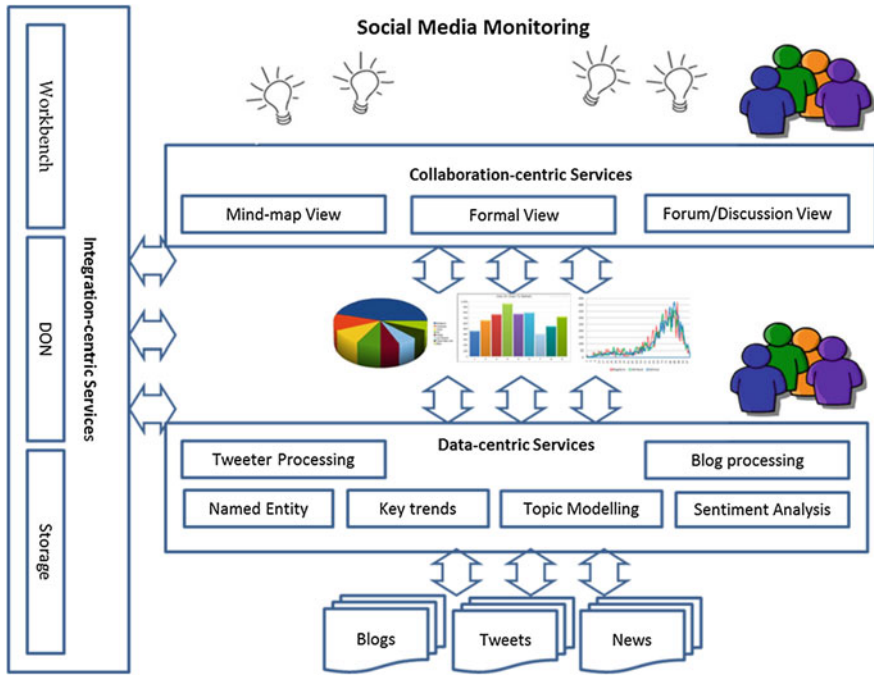 Social Media Monitoring
Workbench
DON
Storage
Integration-centric Services
Collaboration-centric Services
Mind-map View
Formal View
Forum/Discussion View
Data-centric Services
Tweeter Processing
Blog processing
Named Entity
Key trends
Topic Modelling
Sentiment Analysis
Blogs
Tweets
News